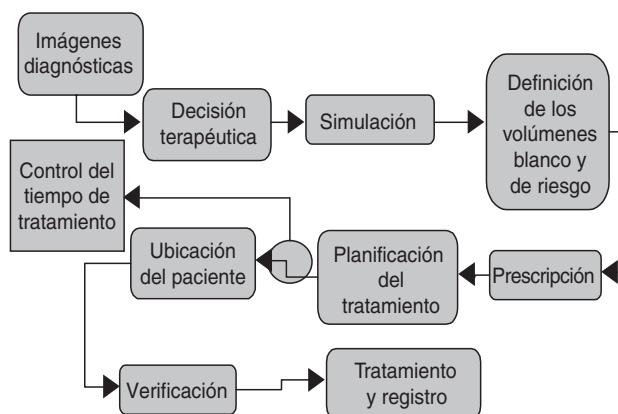 Imágenes
diagnósticas
Decisión
terapéutica
Simulación
Definición
de los
volúmenes
blanco y
de riesgo
Control del
tiempo de
tratamiento
Ubicación
del paciente
Planificación
del
tratamiento
Prescripción
Verificación
Tratamiento
y registro